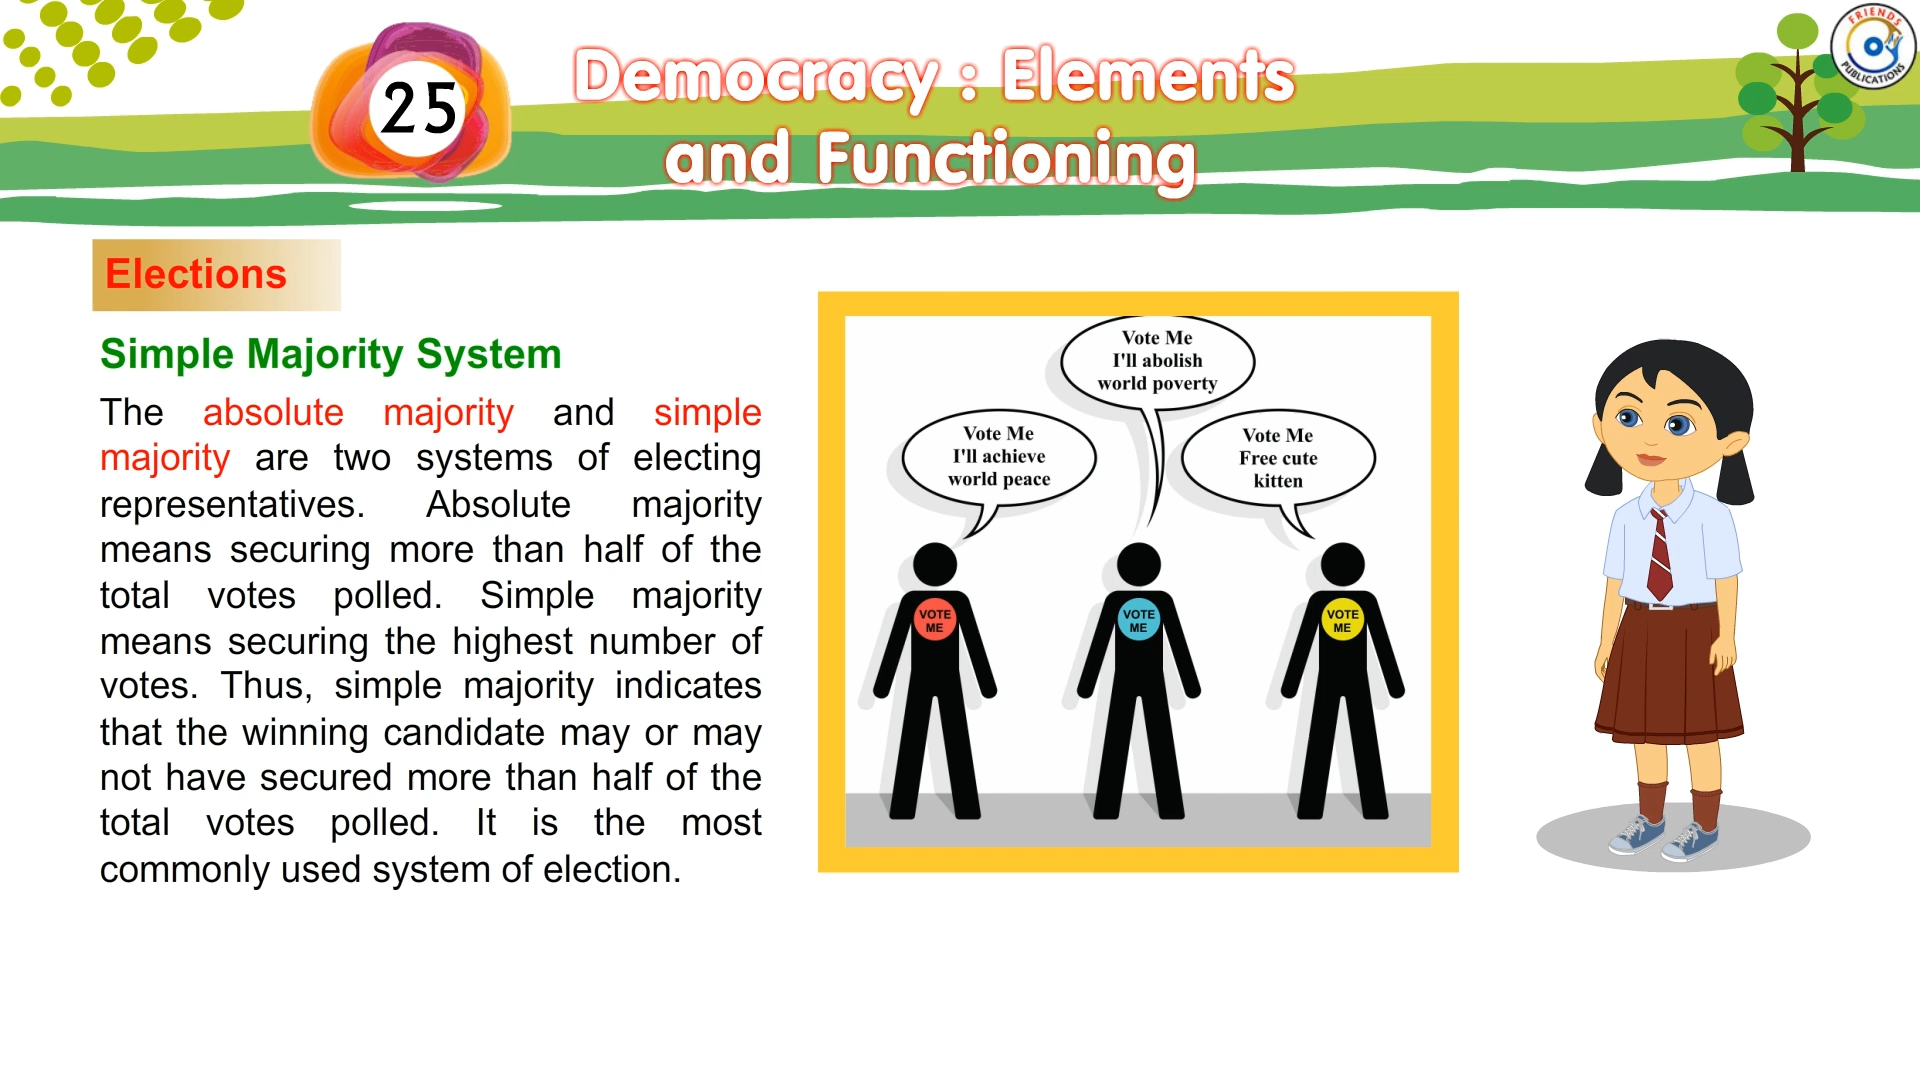 25
Democracy : Elements
and Functioning
FRIENDS
PUBLICATIONS
Elections
Simple Majority System
The absolute majority and simple
majority are two systems of electing
representatives. Absolute majority
means securing more than half of the
total votes polled. Simple majority
means securing the highest number of
votes. Thus, simple majority indicates
that the winning candidate may or may
not have secured more than half of the
total votes polled. It is the most
commonly used system of election.
Vote Me
I'll abolish
world poverty
Vote Me
I'll achieve
world peace
Vote Me
Free cute
kitten
VOTE
ME
VOTE
ME
VOTE
ME